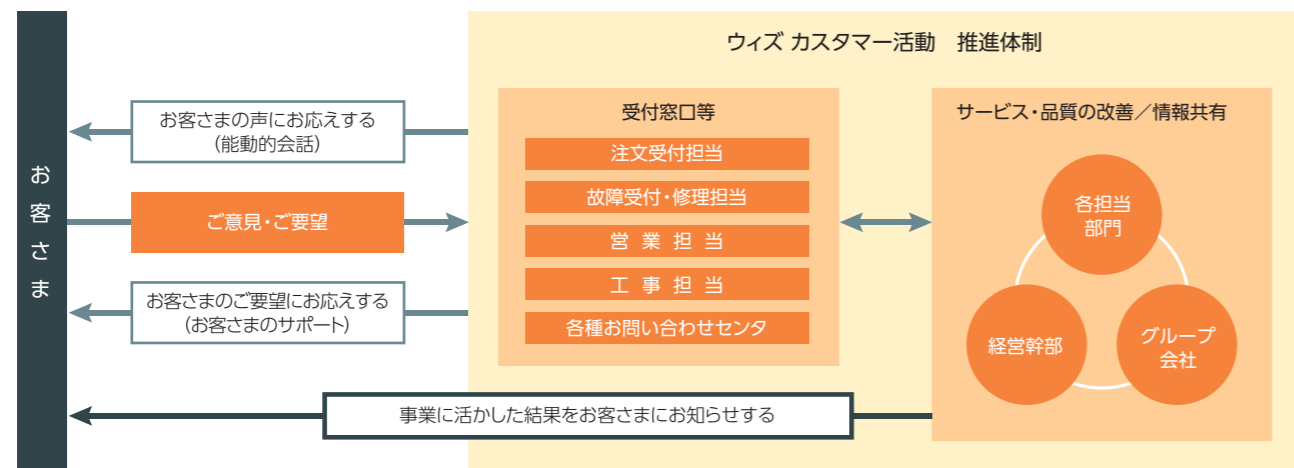 ウィズ カスタマー活動　推進体制
お客さま
お客さまの声にお応えする
（能動的会話）
ご意見・ご要望
お客さまのご要望にお応えする
（お客さまのサポート）
受付窓口等
注文受付担当
故障受付・修理担当
営 業 担 当
工 事 担 当
各種お問い合わせセンタ
サービス・品質の改善／情報共有
各担当
部門
経営幹部
グループ
会社
事業に活かした結果をお客さまにお知らせする